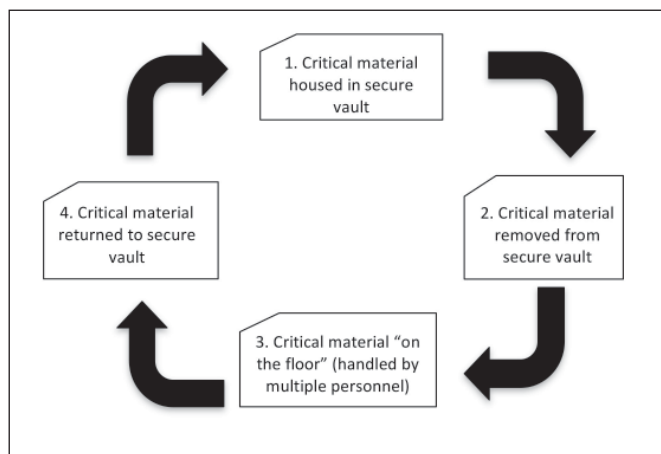 1. Critical material
housed in secure
vault
2. Critical material
removed from
secure vault
3. Critical material “on
the floor” (handled by
multiple personnel)
4. Critical material
returned to secure
vault